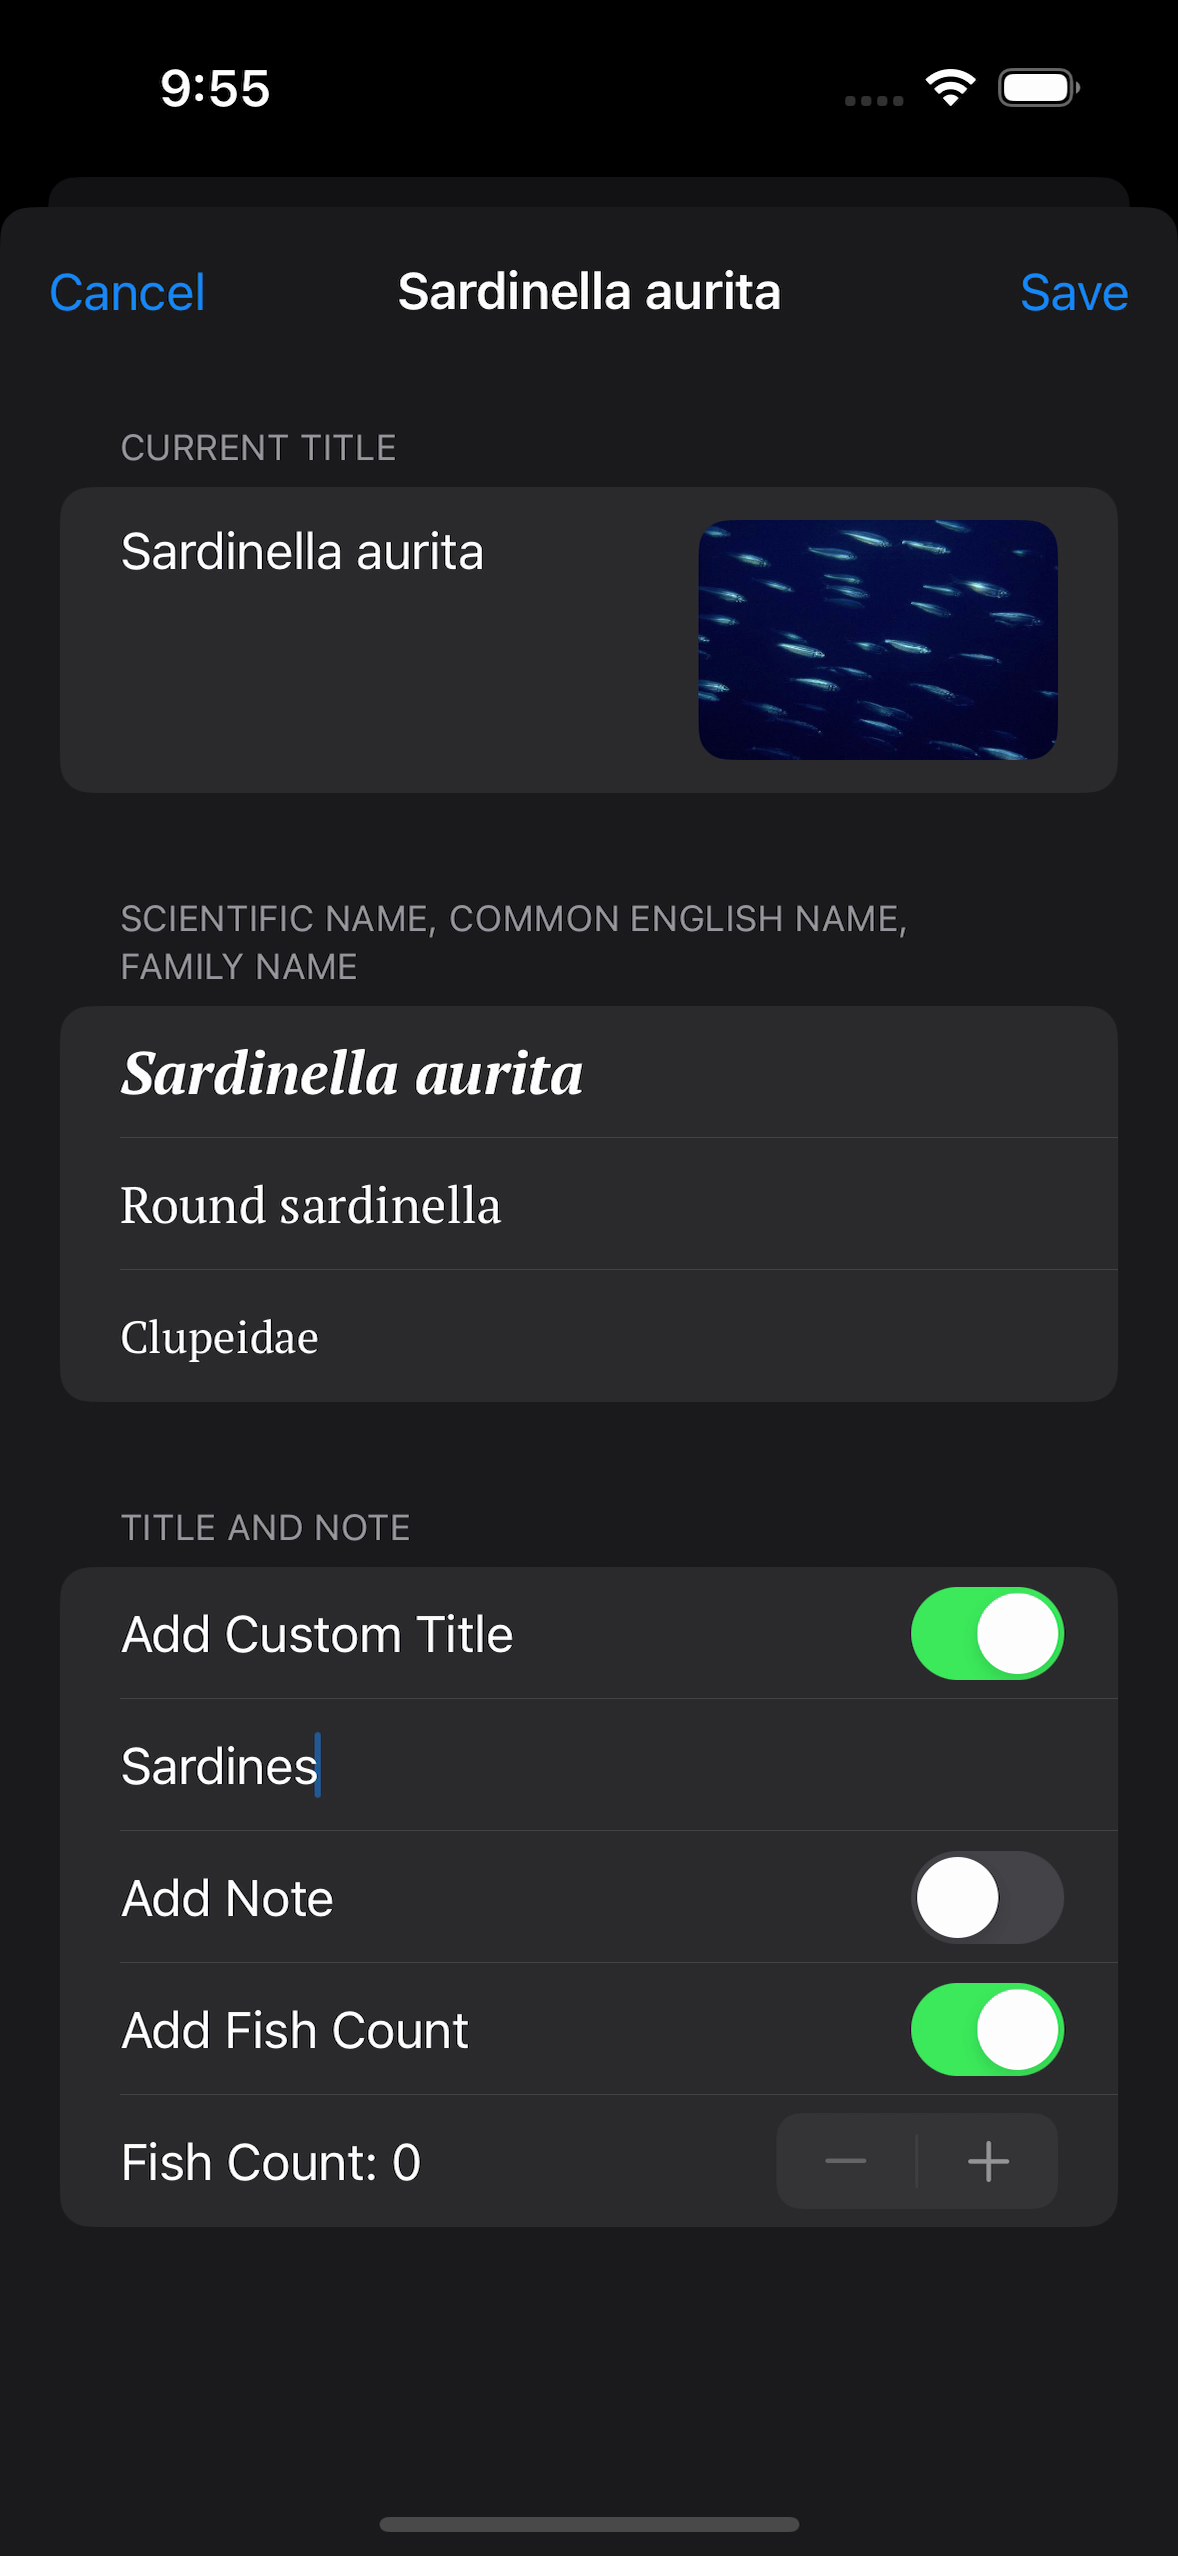 9:55
Cancel Sardinella aurita Save
CURRENT TITLE
Sardinella aurita
SCIENTIFIC NAME, COMMON ENGLISH NAME,
FAMILY NAME
Sardinella aurita
Round sardinella
Clupeidae
TITLE AND NOTE
Add Custom Title
Sardines
Add Note
Add Fish Count
Fish Count: 0